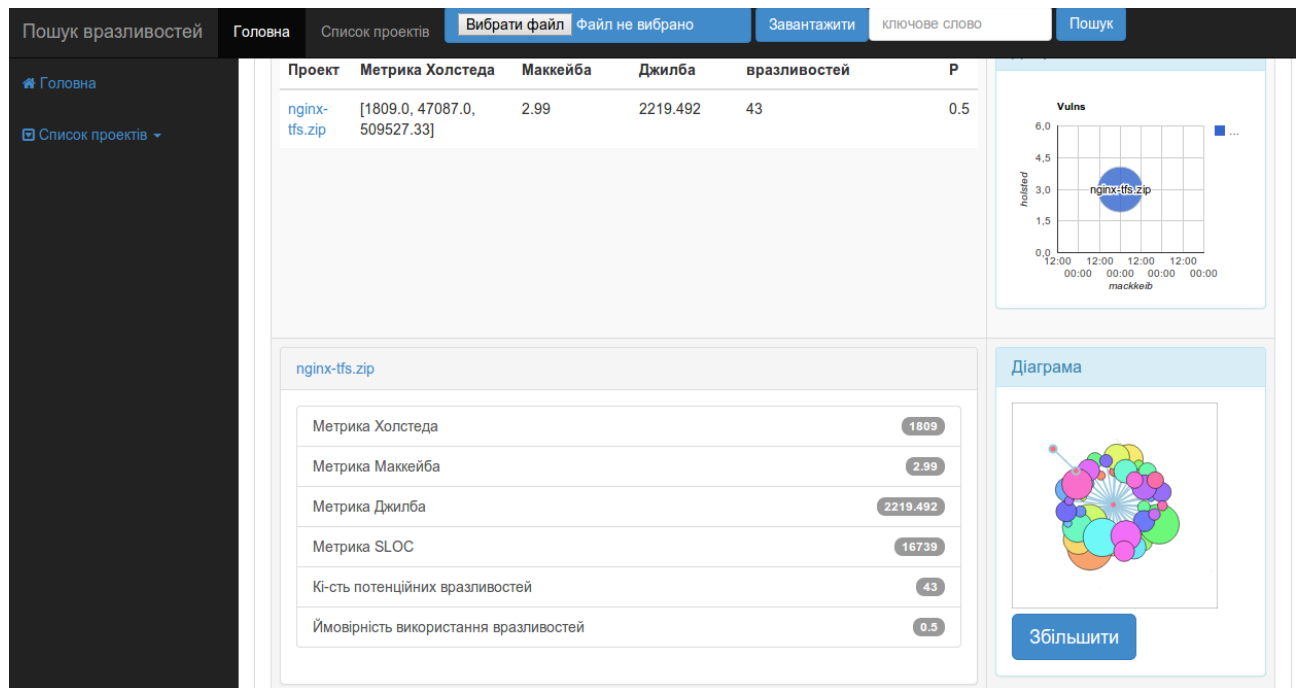 Пошук вразливостей Головна Список проектів Вибрати файл Файл не вибрано Завантажити ключове слово Пошук
Головна
Список проектів
Проект Метрика Холстеда Маккейба Джилба вразливостей P
nginx- [1809.0, 47087.0, 2.99 2219.492 43 0.5
tfs.zip 509527.33]
Vulns
6,0
4,5
3,0
1,5
0,0
holsted
nginx-tfs.zip
...
12:00 12:00 12:00 12:00
00:00 00:00 00:00 00:00
mackkeib
nginx-tfs.zip
Метрика Холстеда 1809
Метрика Маккейба 2.99
Метрика Джилба 2219.492
Метрика SLOC 16739
Кі-сть потенційних вразливостей 43
Ймовірність використання вразливостей 0.5
Діаграма
Збільшити